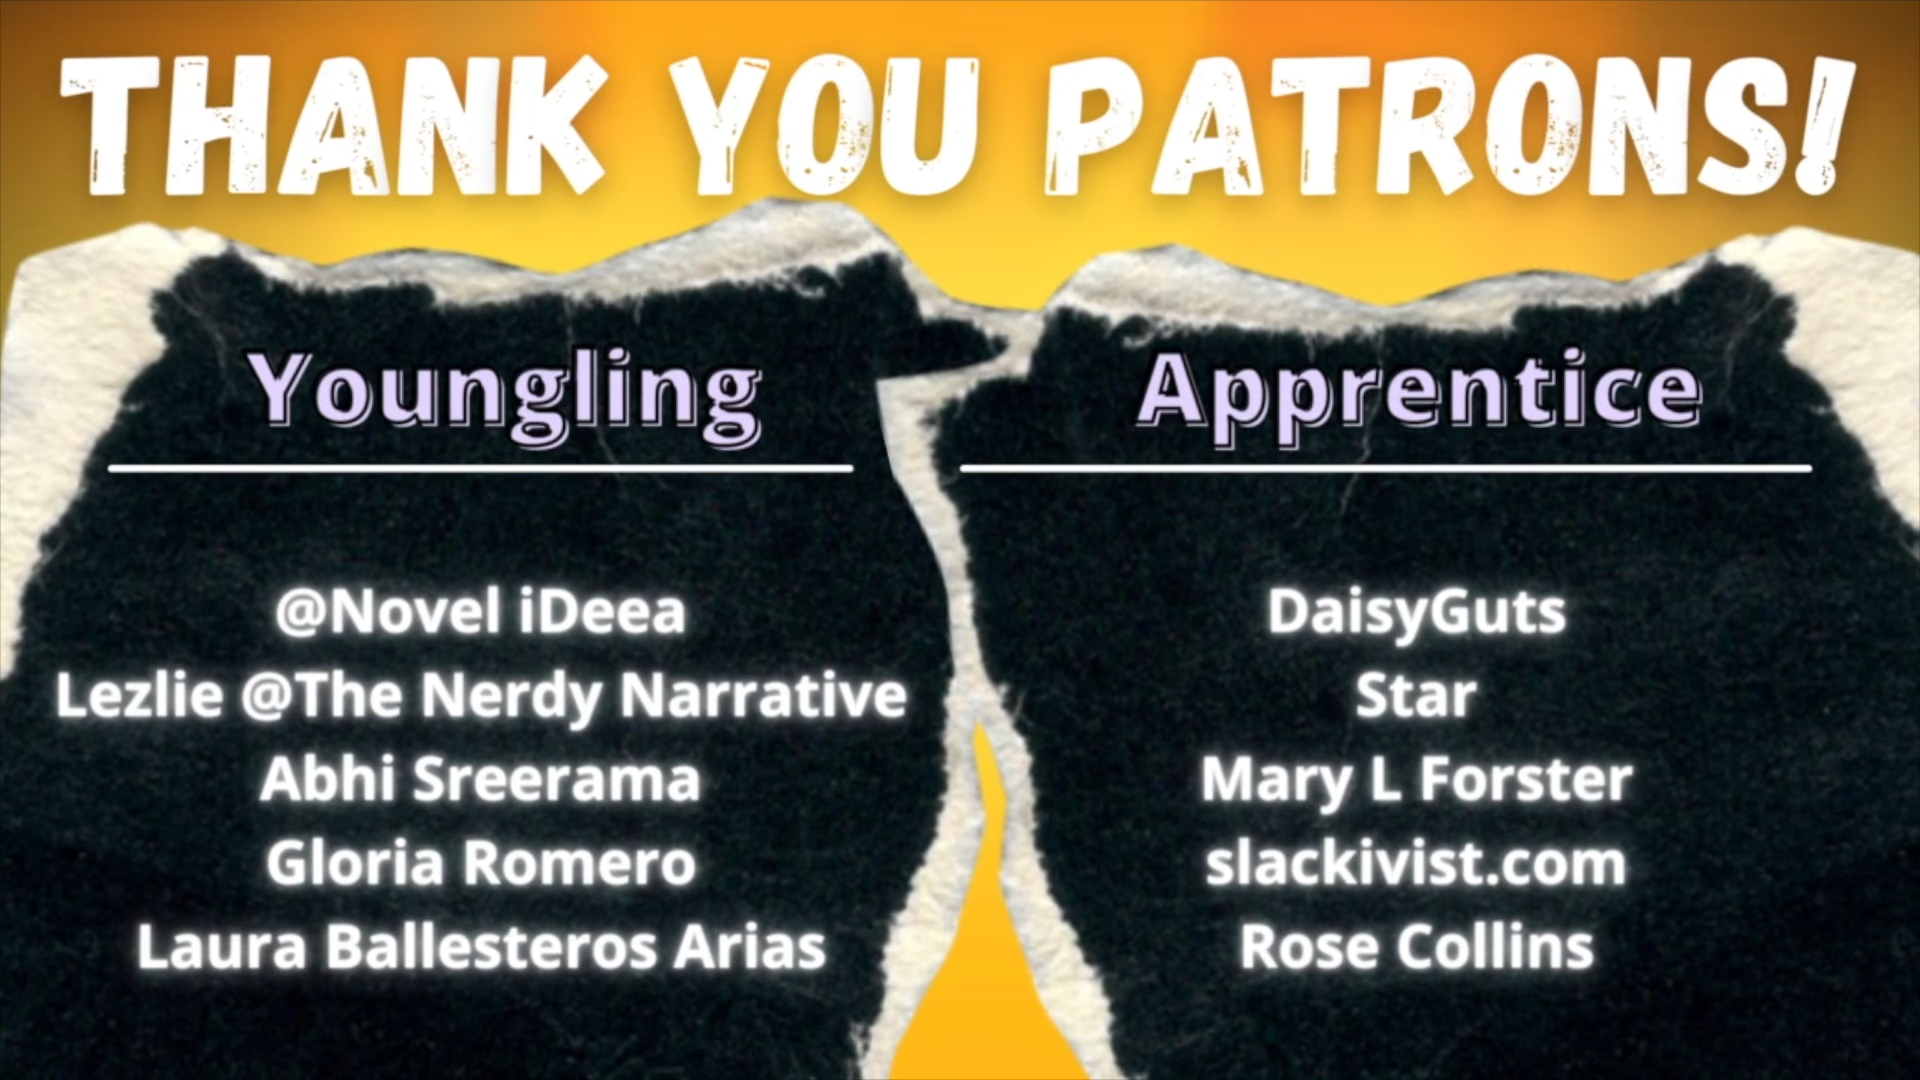 THANK YOU PATRONS!
Youngling
@Novel iDeea
Lezlie @The Nerdy Narrative
Abhi Sreerama
Gloria Romero
Laura Ballesteros Arias
Apprentice
DaisyGuts
Star
Mary L Forster
slackivist.com
Rose Collins